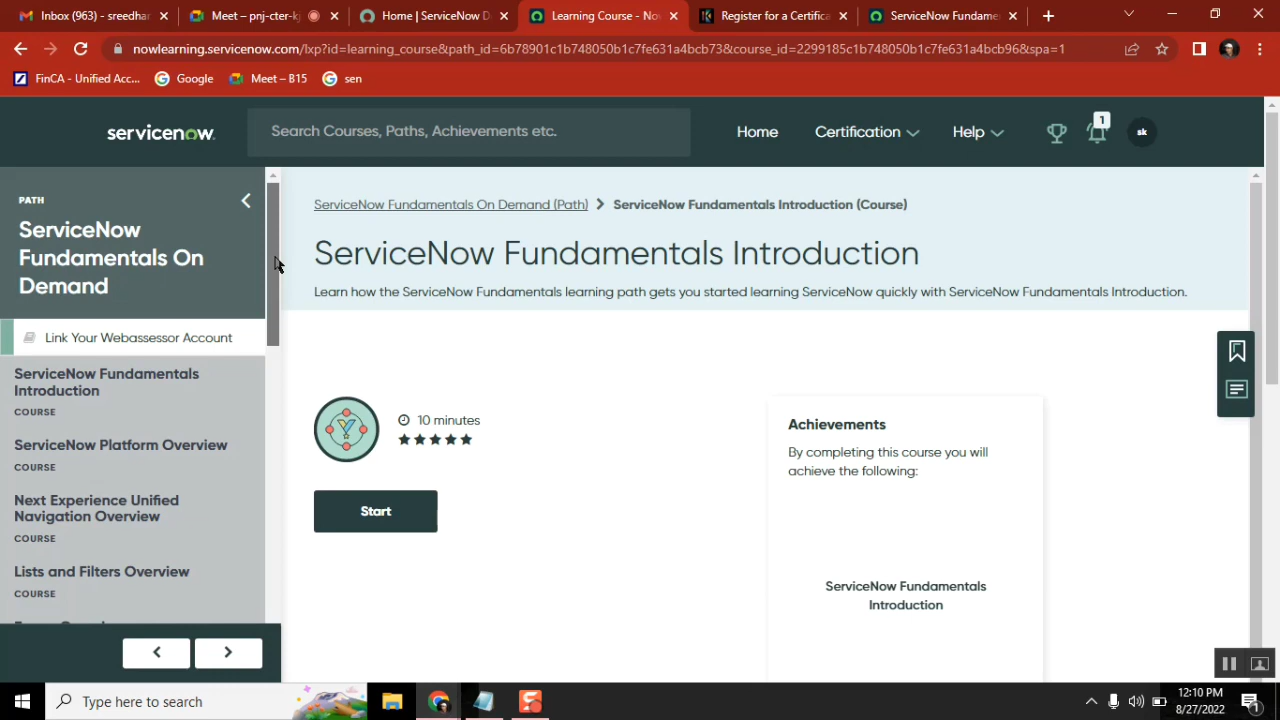 Inbox (963) - sreedhar
Meet – pnj-cter-kj
Home | ServiceNow D
Learning Course - Nov
Register for a Certifica
ServiceNow Fundame
nowlearning.servicenow.com/lxp?id=learning_course&path_id=6b78901c1b748050b1c7fe631a4bcb73&course_id=2299185c1b748050b1c7fe631a4bcb96&spa=1
FinCA - Unified Acc...
Google
Meet – B15
sen
servicenow
Search Courses, Paths, Achievements etc.
Home
Certification
Help
1
sk
PATH
ServiceNow
Fundamentals On
Demand
Link Your Webassessor Account
ServiceNow Fundamentals
Introduction
COURSE
ServiceNow Platform Overview
COURSE
Next Experience Unified
Navigation Overview
COURSE
Lists and Filters Overview
COURSE
ServiceNow Fundamentals On Demand (Path)
ServiceNow Fundamentals Introduction (Course)
ServiceNow Fundamentals Introduction
Learn how the ServiceNow Fundamentals learning path gets you started learning ServiceNow quickly with ServiceNow Fundamentals Introduction.
10 minutes
Start
Achievements
By completing this course you will
achieve the following:
ServiceNow Fundamentals
Introduction
Type here to search
12:10 PM
8/27/2022
1